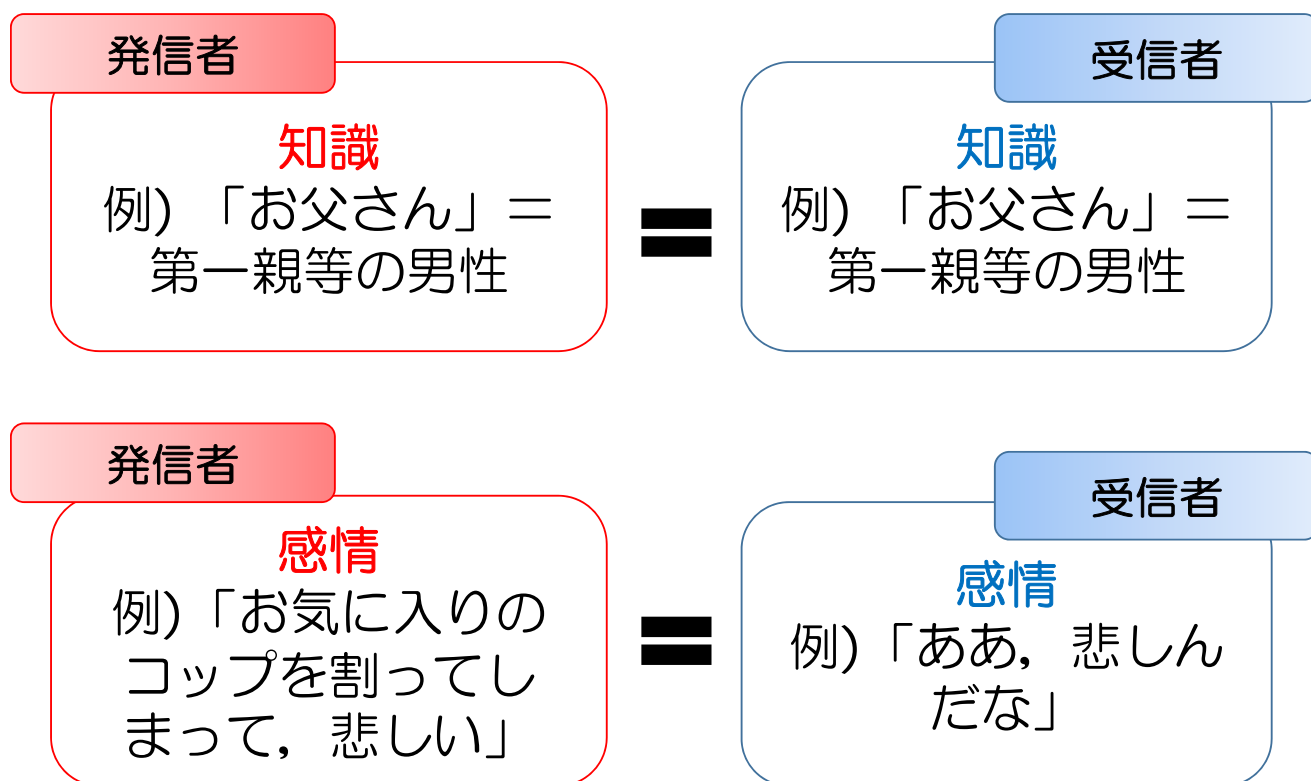 発信者
知識
例) 「お父さん」＝
第一親等の男性
＝
受信者
知識
例) 「お父さん」＝
第一親等の男性
発信者
感情
例)「お気に入りの
コップを割ってし
まって，悲しい」
＝
受信者
感情
例)「ああ，悲しん
だな」